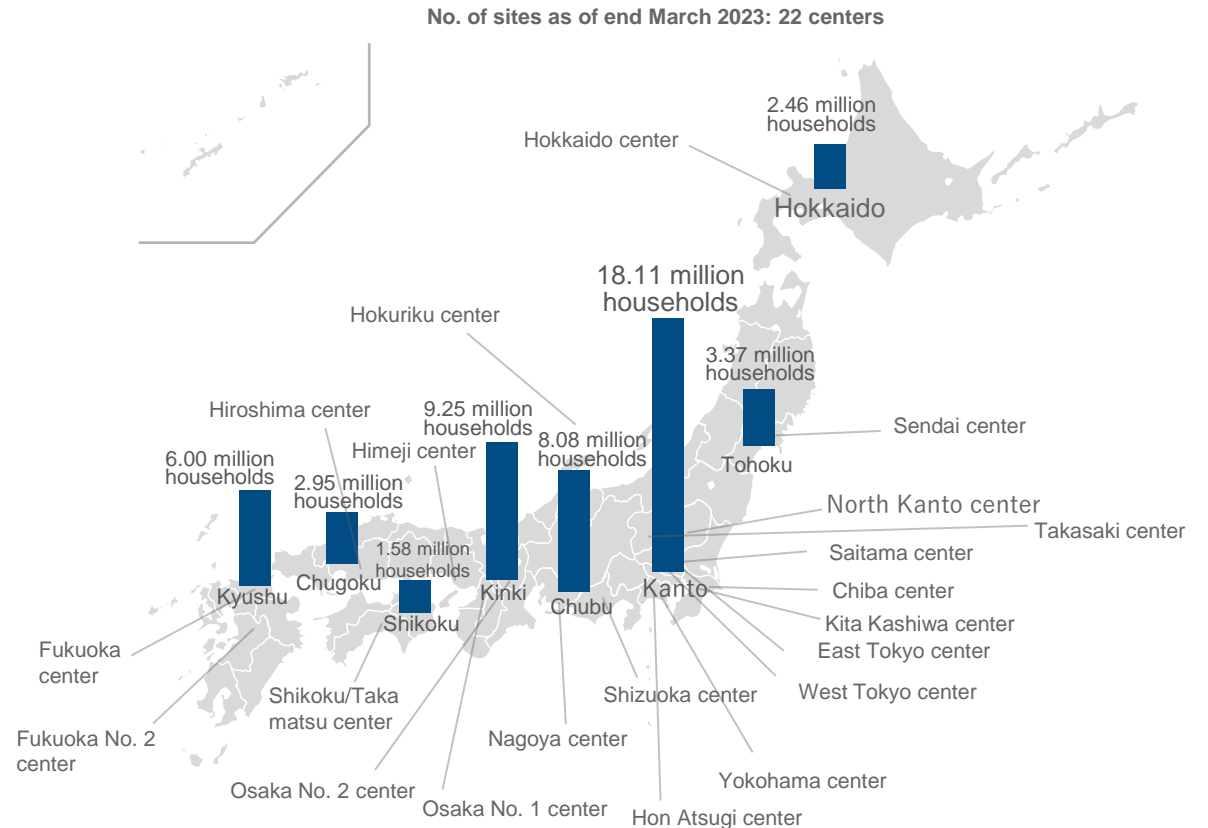 No. of sites as of end March 2023: 22 centers
2.46 million
households
Hokkaido center
Hokkaido
18.11 million
households
Hokuriku center
3.37 million
households
Hiroshima center
9.25 million
households
Sendai center
8.08 million
households
Himeji center
Tohoku
6.00 million
households
2.95 million
households
North Kanto center
Takasaki center
1.58 million
households
Saitama center
Chugoku
Kyushu
Kinki
Kanto
Chiba center
Chubu
Shikoku
Kita Kashiwa center
Fukuoka
center
East Tokyo center
Shikoku/Taka
matsu center
Shizuoka center
West Tokyo center
Fukuoka No. 2
center
Nagoya center
Yokohama center
Osaka No. 2 center
Osaka No. 1 center
Hon Atsugi center